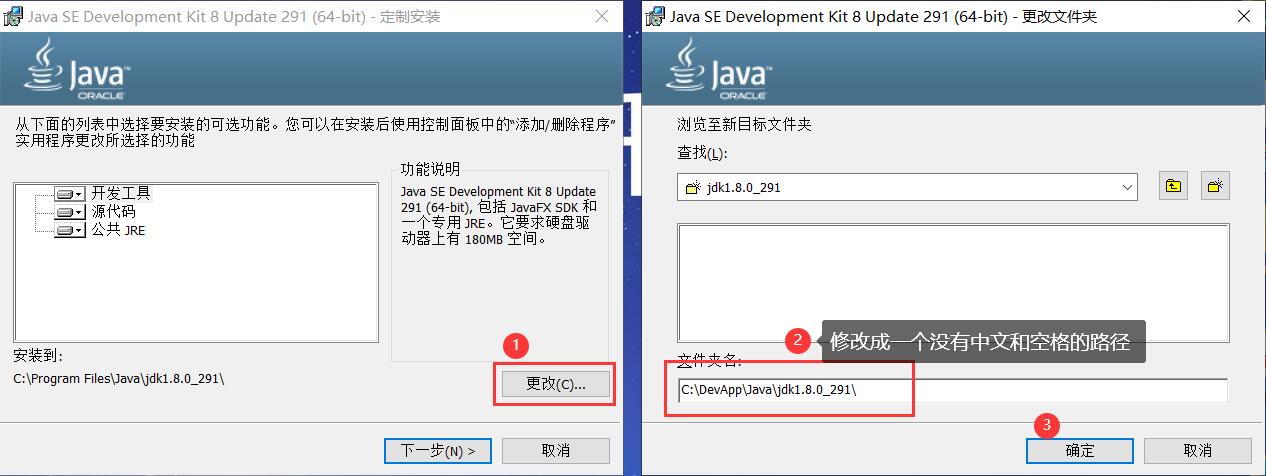 Java SE Development Kit 8 Update 291 (64-bit) - 定制安装
Java™
ORACLE
从下面的列表中选择要安装的可选功能。您可以在安装后使用控制面板中的“添加/删除程序”
实用程序更改所选择的功能
开发工具
源代码
公共 JRE
功能说明
Java SE Development Kit 8 Update
291 (64-bit), 包括 JavaFX SDK 和
一个专用 JRE。它要求硬盘驱
动器上有 180MB 空间。
安装到:
C:\Program Files\Java\jdk1.8.0_291\
1
更改(C)...
下一步(N) >
取消
Java SE Development Kit 8 Update 291 (64-bit) - 更改文件夹
Java™
ORACLE
浏览至新目标文件夹
查找(L):
jdk1.8.0_291
2
修改成一个没有中文和空格的路径
文件夹名:
C:\DevApp\Java\jdk1.8.0_291\
3
确定
取消